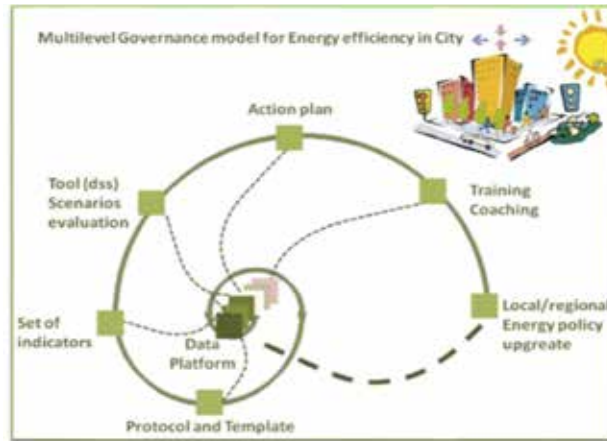 Multilevel Governance model for Energy efficiency in City
Action plan
Tool (dss)
Scenarios
evaluation
Training
Coaching
Set of
indicators
Data
Platform
Local/regional
Energy policy
upgreate
Protocol and Template